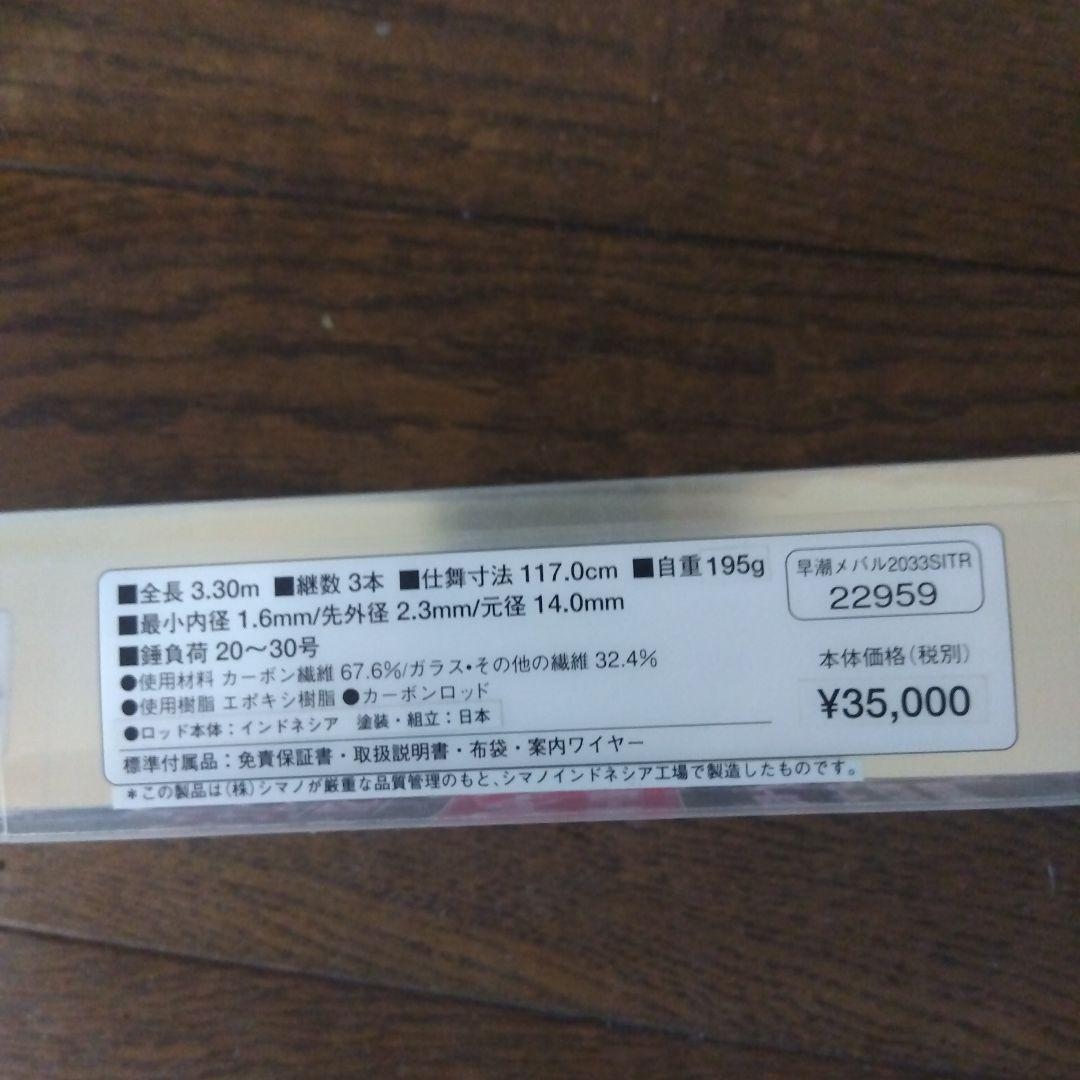 ■全長 3.30m ■継数 3本 ■仕舞寸法 117.0cm ■自重195g
■最小内径 1.6mm/先外径 2.3mm/元径 14.0mm
■錘負荷 20〜30号
●使用材料 カーボン繊維 67.6%/ガラス•その他の繊維 32.4%
●使用樹脂 エポキシ樹脂 ●カーボンロッド
●ロッド本体：インドネシア 塗装・組立：日本
標準付属品：免責保証書・取扱説明書・布袋・案内ワイヤー
＊この製品は(株)シマノが厳重な品質管理のもと、シマノインドネシア工場で製造したものです。
早潮メバル2033SITR
22959
本体価格(税別)
¥35,000